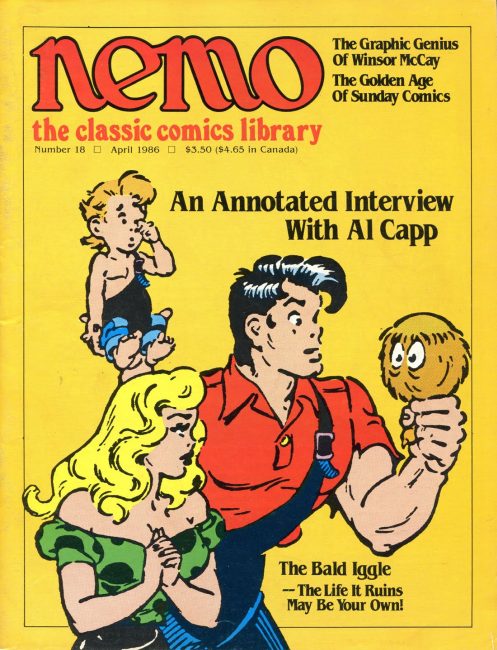 nemo
the classic comics library
Number 18 □ April 1986 □ $3.50 ($4.65 in Canada)
The Graphic Genius
Of Winsor McCay
The Golden Age
Of Sunday Comics
An Annotated Interview
With Al Capp
The Bald Iggle
-- The Life It Ruins
May Be Your Own!